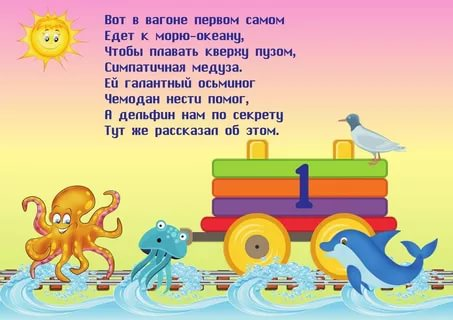 Вот в вагоне первом самом
Едет к морю-океану,
Чтобы плавать кверху пузом,
Симпатичная медуза.
Ей галантный осьминог
Чемодан нести помог,
А дельфин нам по секрету
Тут же рассказал об этом.
1